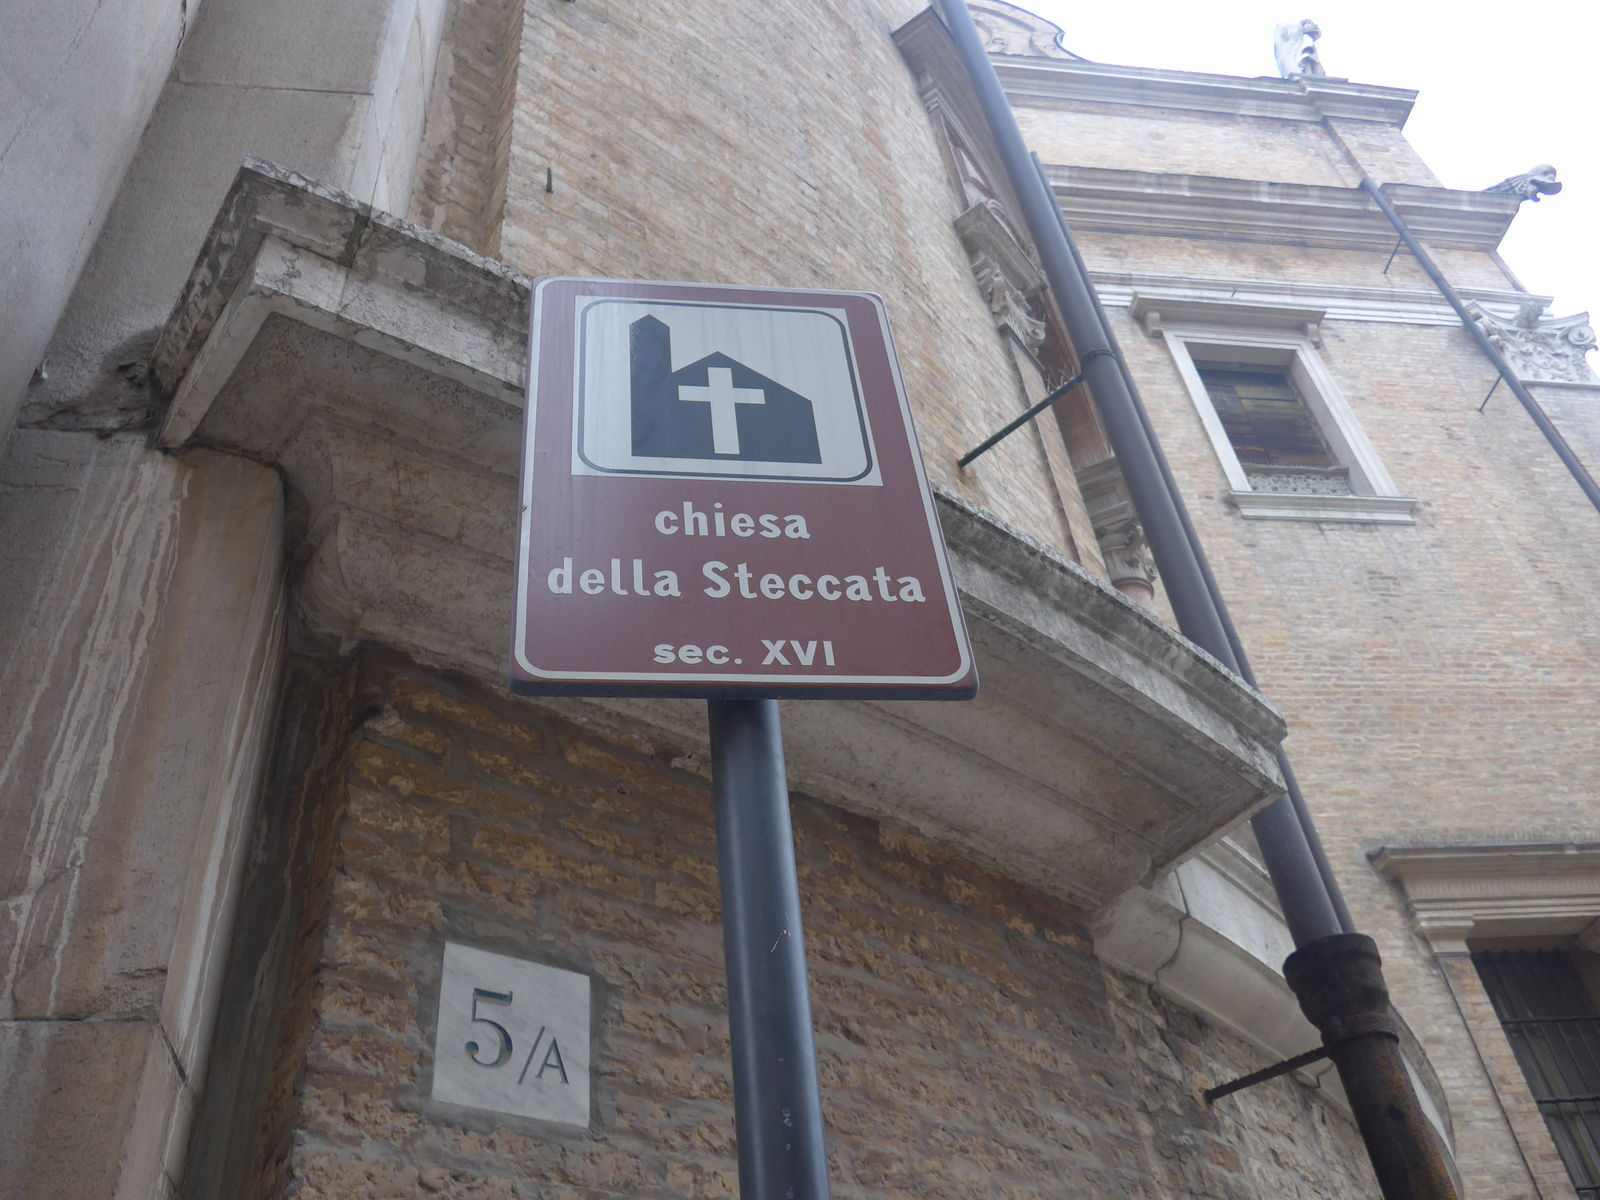 chiesa
della Steccata
sec. XVI
5/A